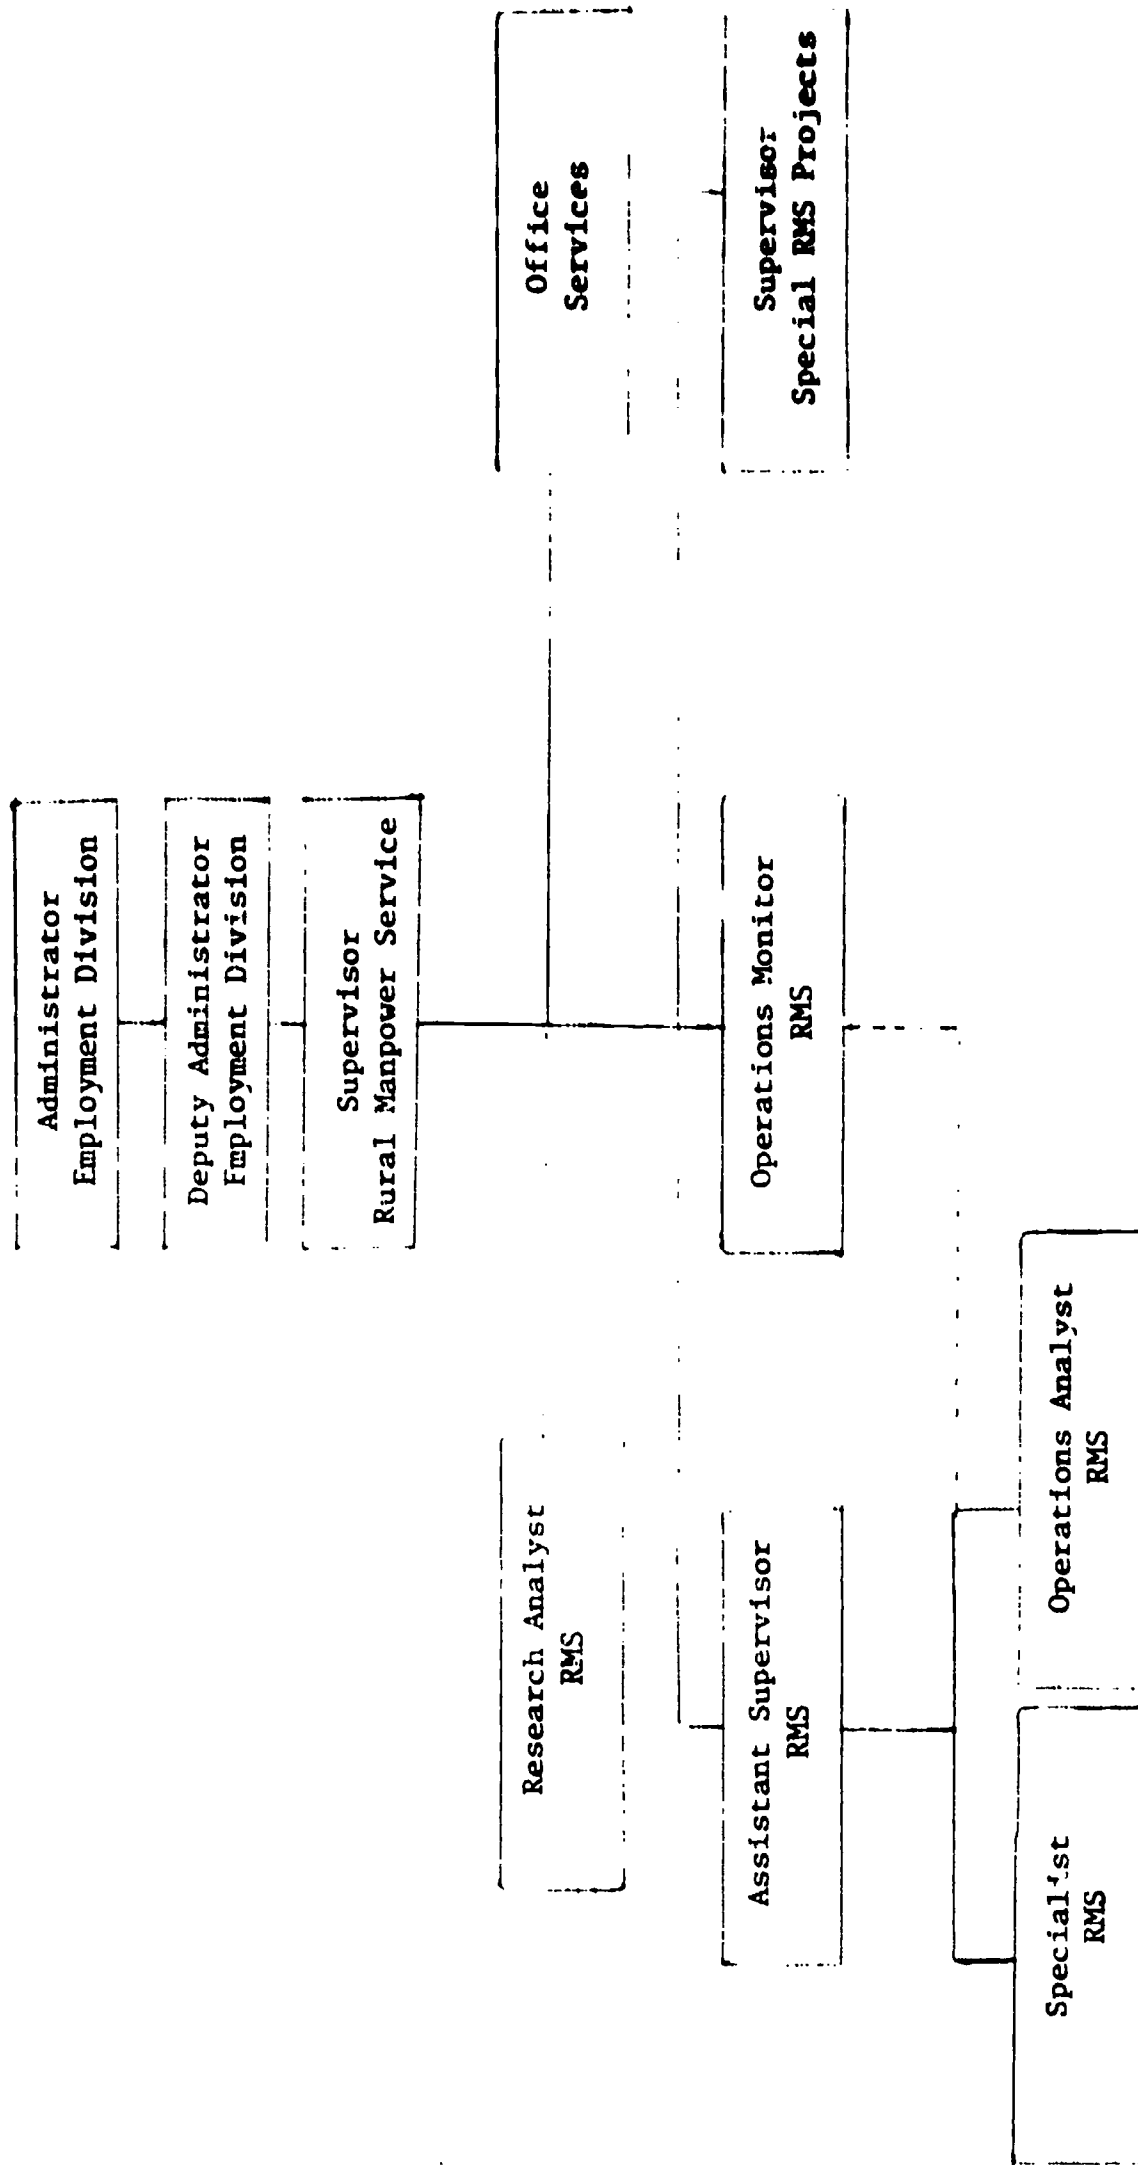 Administrator
Employment Division
Deputy Administrator
Employment Division
Supervisor
Rural Manpower Service
Research Analyst
RMS
Office
Services
Assistant Supervisor
RMS
Operations Monitor
RMS
Supervisor
Special RMS Projects
Specialist
RMS
Operations Analyst
RMS